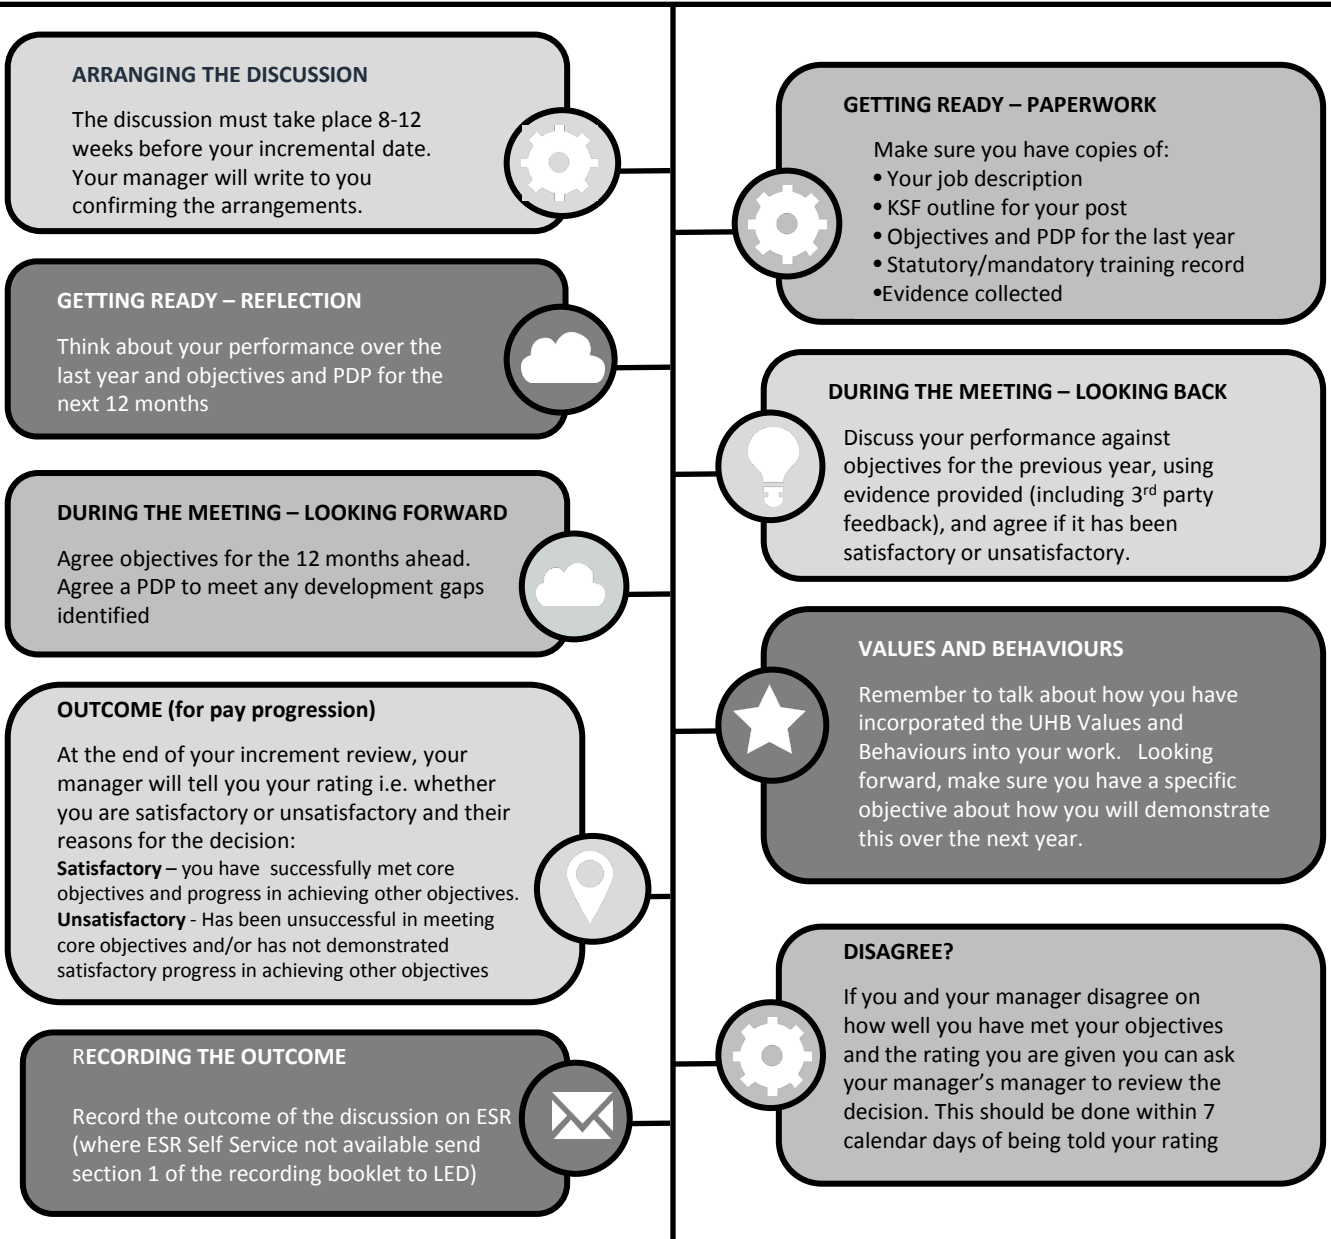 ARRANGING THE DISCUSSION
The discussion must take place 8-12
weeks before your incremental date.
Your manager will write to you
confirming the arrangements.
GETTING READY – PAPERWORK
Make sure you have copies of:
• Your job description
• KSF outline for your post
• Objectives and PDP for the last year
• Statutory/mandatory training record
•Evidence collected
GETTING READY – REFLECTION
Think about your performance over the
last year and objectives and PDP for the
next 12 months
DURING THE MEETING – LOOKING BACK
Discuss your performance against
objectives for the previous year, using
evidence provided (including 3rd party
feedback), and agree if it has been
satisfactory or unsatisfactory.
DURING THE MEETING – LOOKING FORWARD
Agree objectives for the 12 months ahead.
Agree a PDP to meet any development gaps
identified
VALUES AND BEHAVIOURS
Remember to talk about how you have
incorporated the UHB Values and
Behaviours into your work. Looking
forward, make sure you have a specific
objective about how you will demonstrate
this over the next year.
OUTCOME (for pay progression)
At the end of your increment review, your
manager will tell you your rating i.e. whether
you are satisfactory or unsatisfactory and their
reasons for the decision:
Satisfactory – you have successfully met core
objectives and progress in achieving other objectives.
Unsatisfactory - Has been unsuccessful in meeting
core objectives and/or has not demonstrated
satisfactory progress in achieving other objectives
DISAGREE?
If you and your manager disagree on
how well you have met your objectives
and the rating you are given you can ask
your manager’s manager to review the
decision. This should be done within 7
calendar days of being told your rating
RECORDING THE OUTCOME
Record the outcome of the discussion on ESR
(where ESR Self Service not available send
section 1 of the recording booklet to LED)